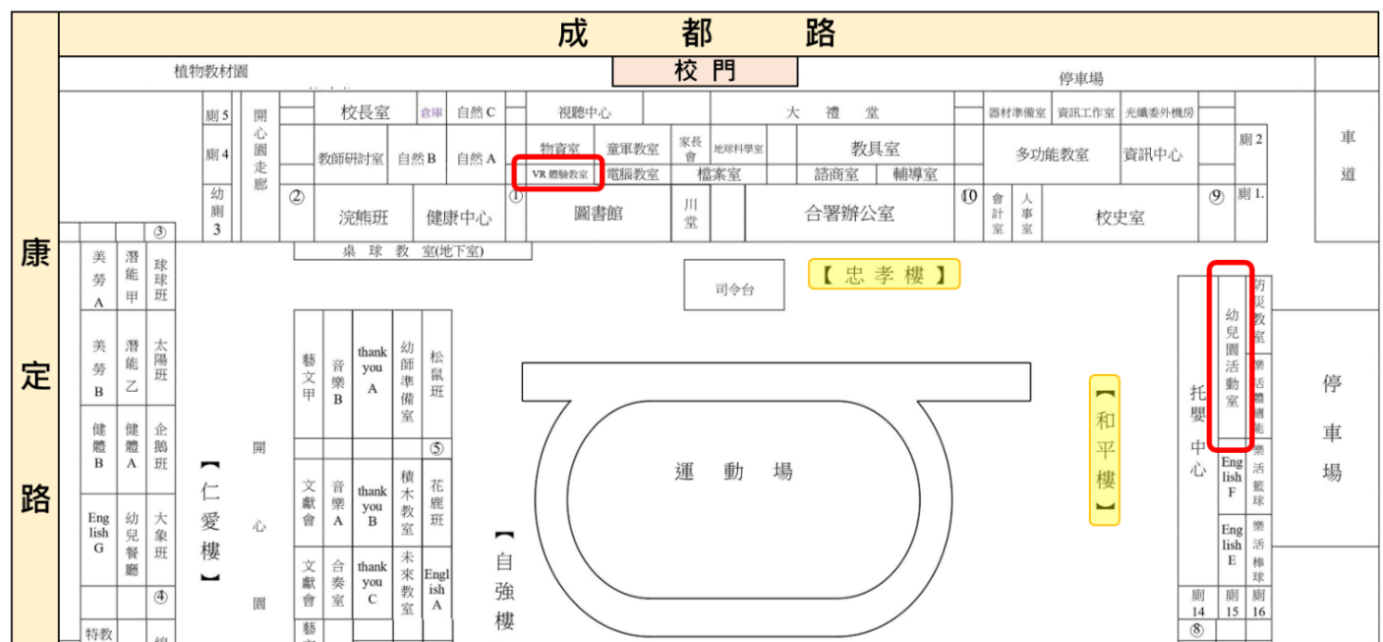 成都路
校門
植物教材園
停車場
廁5
開心園走廊
校長室
倉庫
自然C
視聽中心
大禮堂
器材準備室
資訊工作室
光纖委外機房
車道
廁4
教師研討室
自然B
自然A
物資室
童軍教室
家長會
地球科學室
教具室
多功能教室
資訊中心
廁2
VR 體驗教室
電腦教室
檔案室
諮商室
輔導室
幼廁3
②
浣熊班
健康中心
①
圖書館
川堂
合署辦公室
⑩
會計室
人事室
校史室
⑨
廁1.
③
桌球教室(地下室)
康定路
美勞A
潛能甲
球球班
司令台
【忠孝樓】
美勞B
潛能乙
太陽班
健體B
健體A
企鵝班
English G
幼兒餐廳
大象班
④
特教
【仁愛樓】
開心園
藝文甲
音樂B
thank you A
幼師準備室
松鼠班
⑤
文獻會
音樂A
thank you B
積木教室
花鹿班
文獻會
合奏室
thank you C
未來教室
English A
藝
【自強樓
運動場
【和平樓】
托嬰中心
幼兒園活動室
防災教室
樂活體適能
English F
樂活籃球
English E
樂活棒球
廁14
廁15
廁16
⑧
停車場